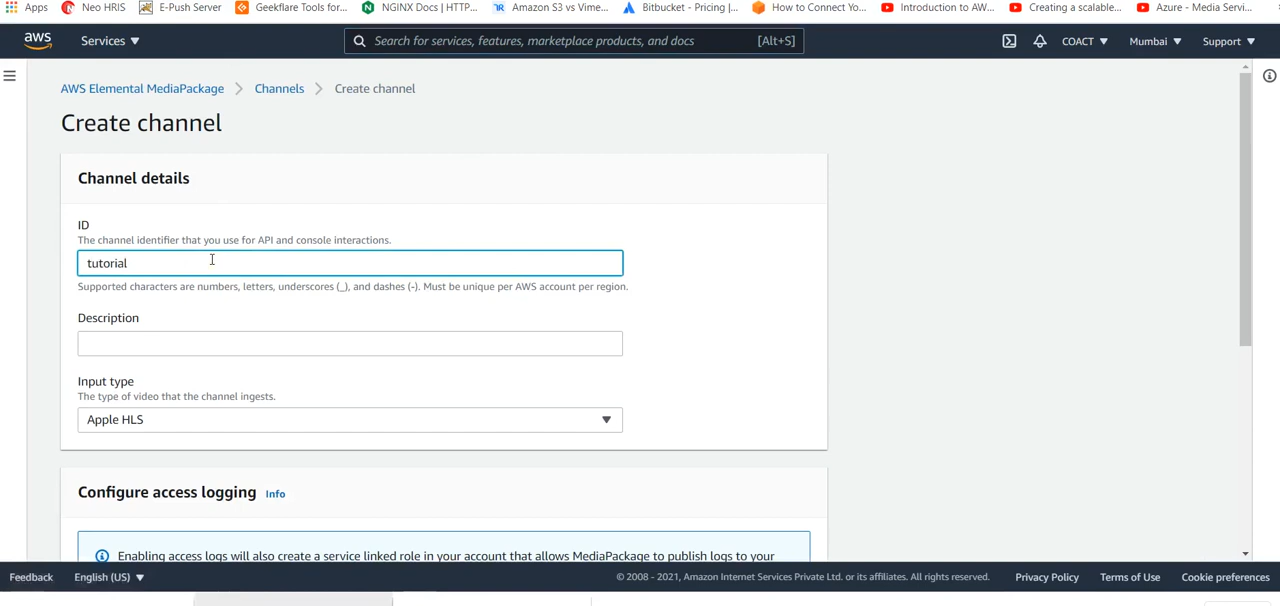 Apps Neo HRIS E-Push Server Geekflare Tools for... NGINX Docs | HTTP... Amazon S3 vs Vime... Bitbucket - Pricing |... How to Connect Yo... Introduction to AW... Creating a scalable... Azure - Media Servi...
aws Services Search for services, features, marketplace products, and docs [Alt+S] COACT Mumbai Support
AWS Elemental MediaPackage Channels Create channel
Create channel
Channel details
ID
The channel identifier that you use for API and console interactions.
tutorial
Supported characters are numbers, letters, underscores (_), and dashes (-). Must be unique per AWS account per region.
Description
Input type
The type of video that the channel ingests.
Apple HLS
Configure access logging Info
Enabling access logs will also create a service linked role in your account that allows MediaPackage to publish logs to your
Feedback English (US) © 2008 - 2021, Amazon Internet Services Private Ltd. or its affiliates. All rights reserved. Privacy Policy Terms of Use Cookie preferences